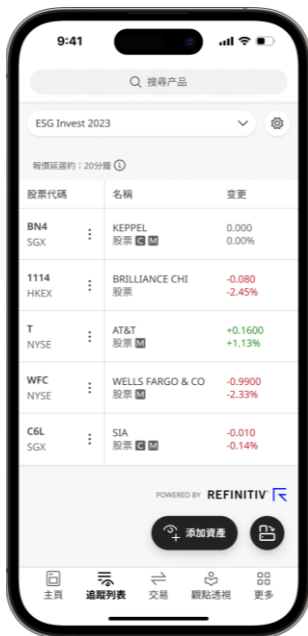 9:41
搜尋产品
ESG Invest 2023
報價延遲約：20分鐘
股票代碼 名稱 變更
BN4 KEPPEL 0.000
SGX 股票 C M 0.00%
1114 BRILLIANCE CHI -0.080
HKEX 股票 -2.45%
T AT&T +0.1600
NYSE 股票 M +1.13%
WFC WELLS FARGO & CO -0.9900
NYSE 股票 M -2.33%
C6L SIA -0.010
SGX 股票 C M -0.14%
POWERED BY REFINITIV
添加資產
主頁 追蹤列表 交易 觀點透視 更多